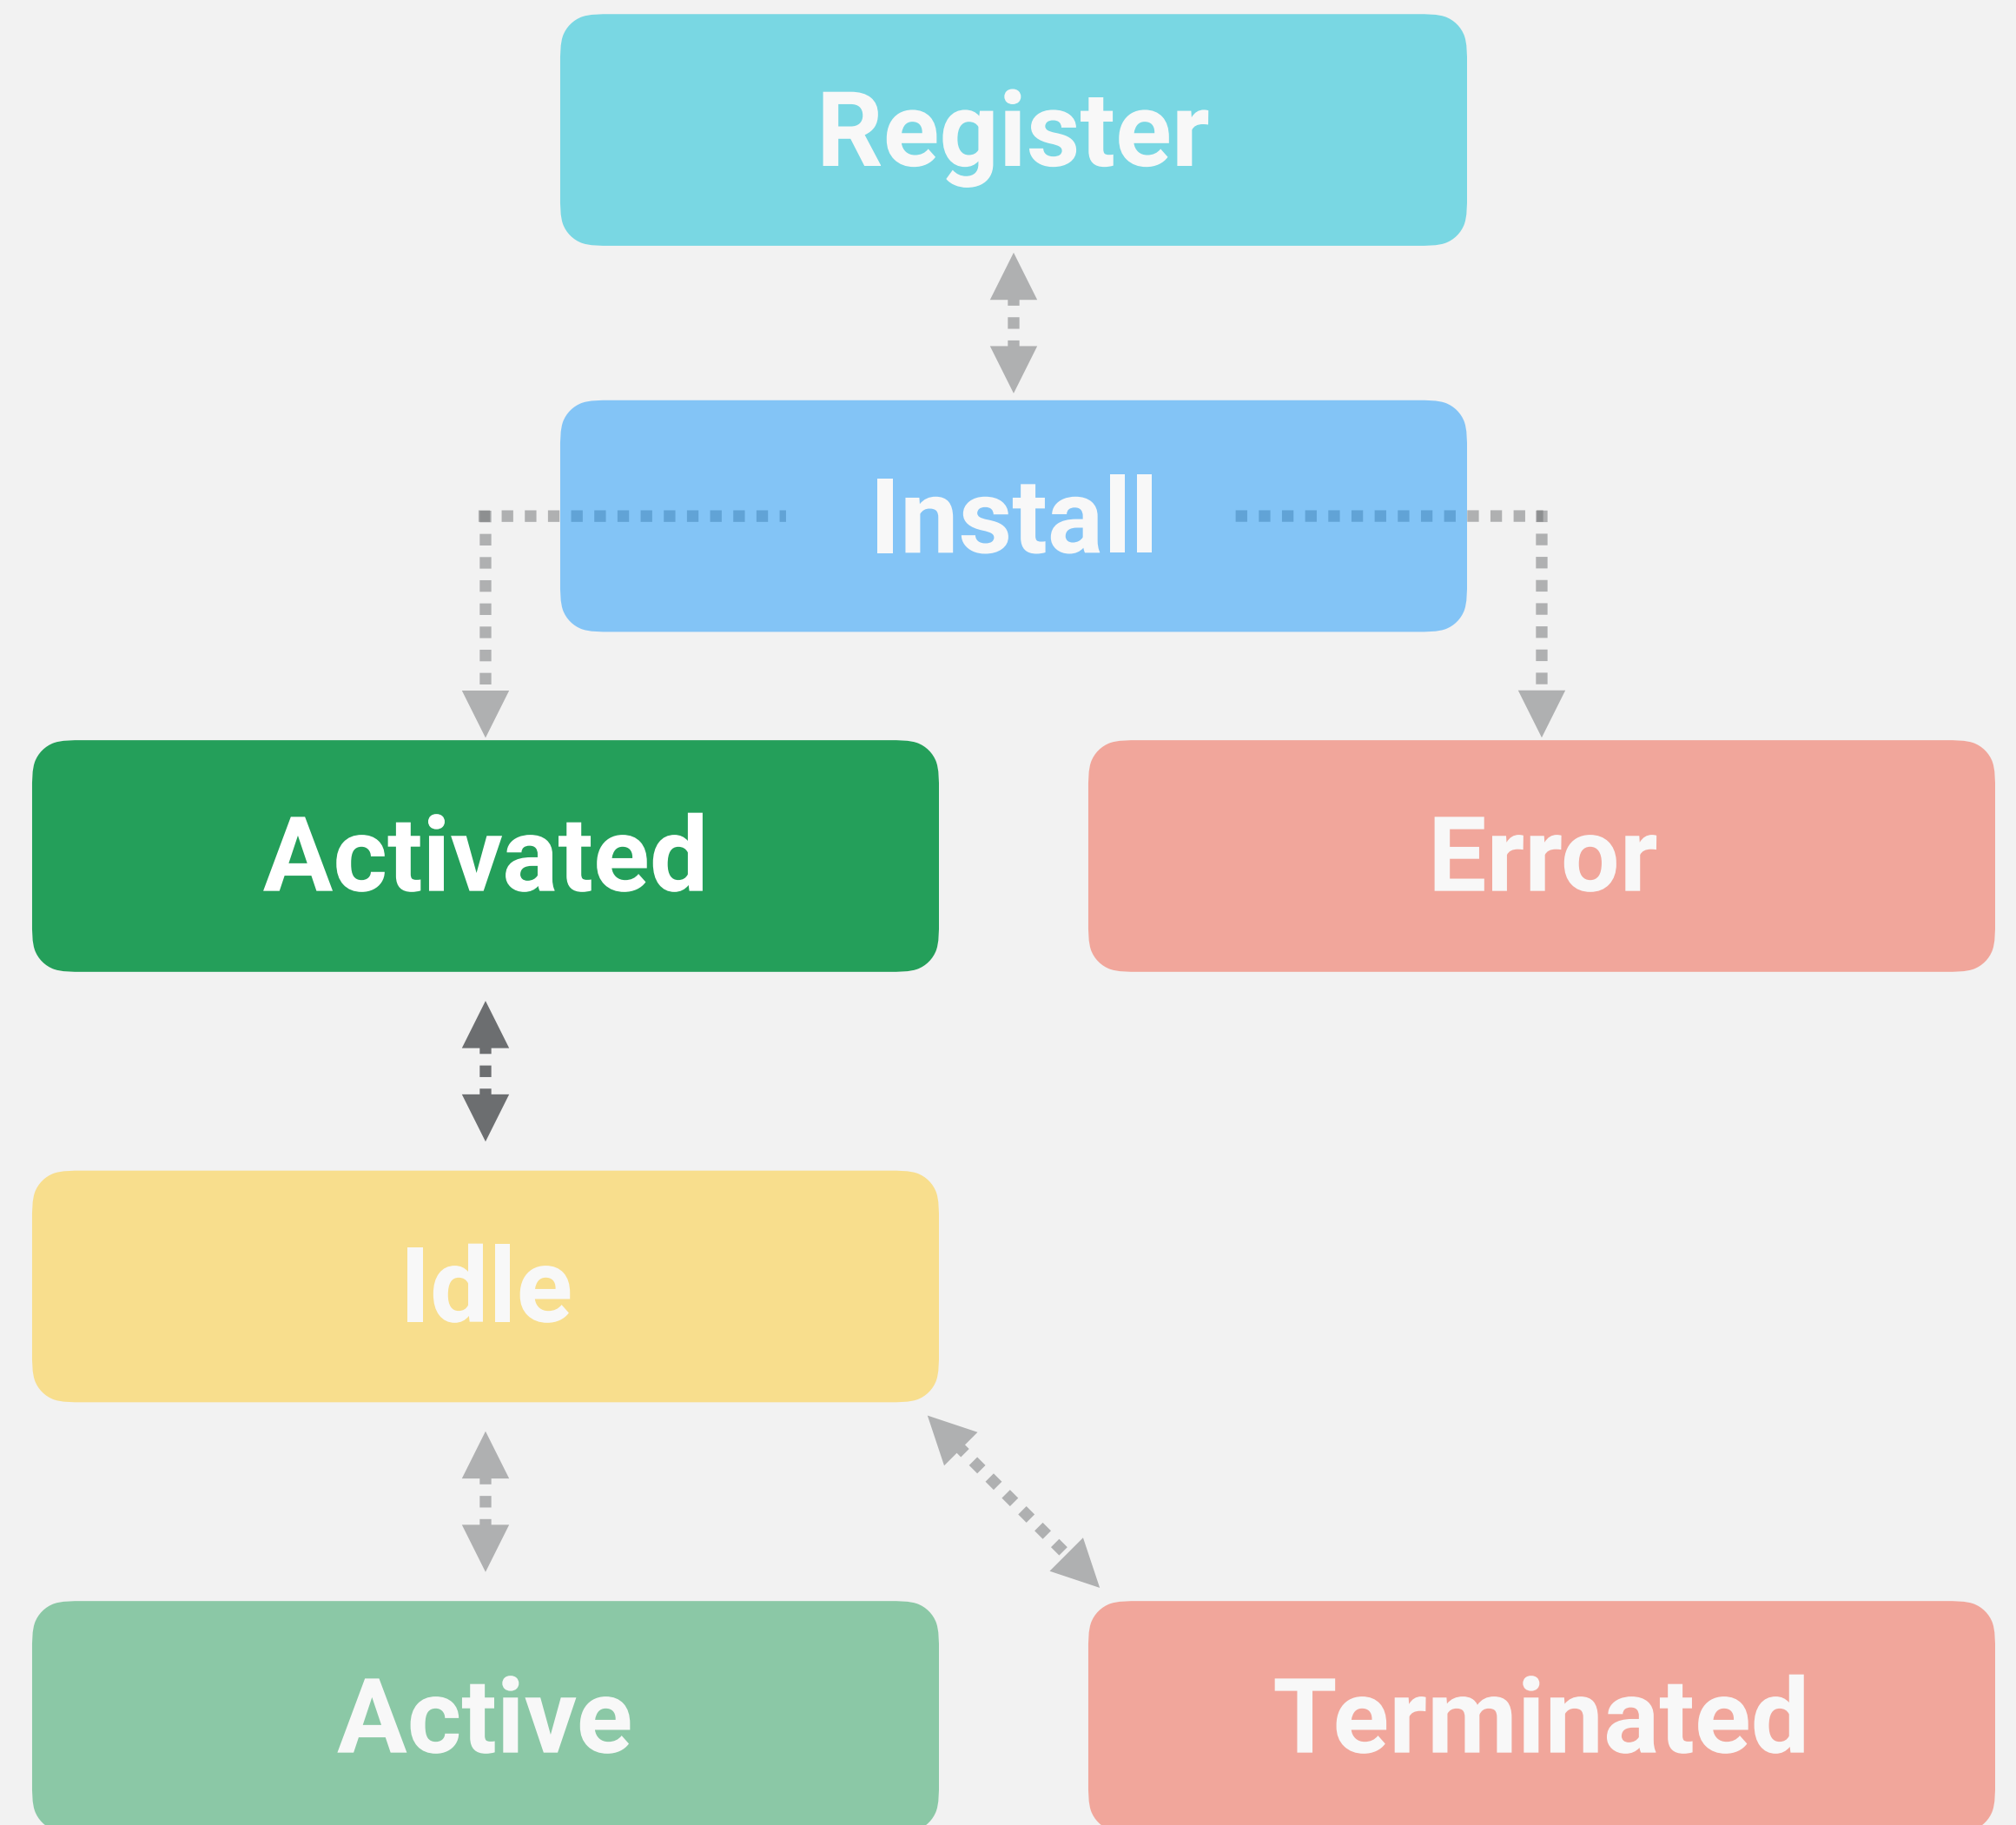 Register
Install
Activated
Error
Idle
Active
Terminated